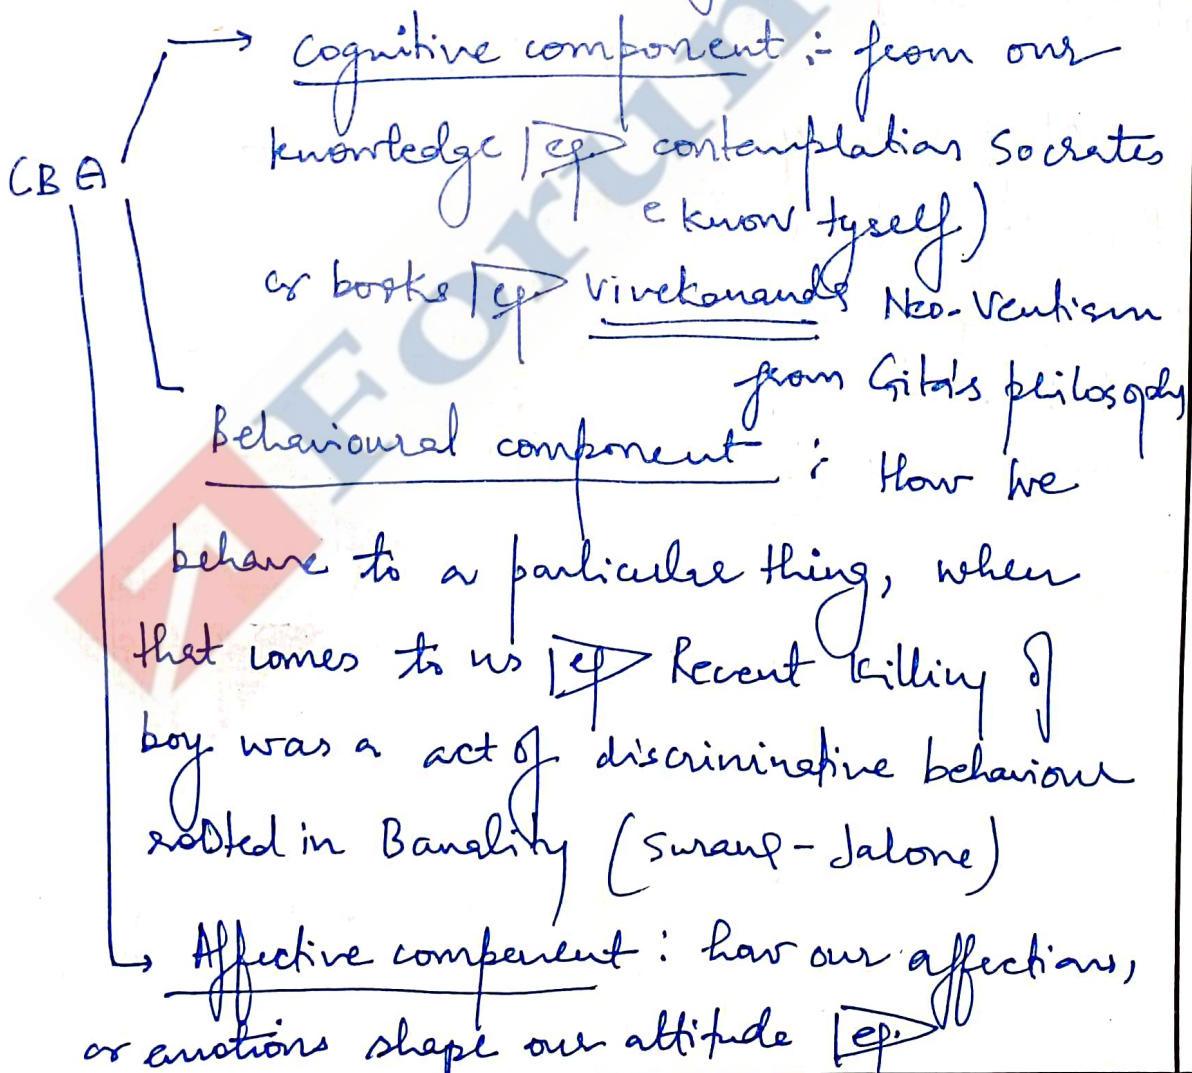 → Cognitive component :- from our
knowledge | eg. contemplation Socrates
CBA
e know tyself)
or books | eg. Vivekananda's Neo-Ventism
from Gita's philosophy
Behavioural component : How we
behave to a particular thing, when
that comes to us | eg. Recent killing of
boy was a act of discriminative behaviour
rooted in Banality (
→ Affective component : how our affections,
or emotions shape our attitude | eg.
Forum